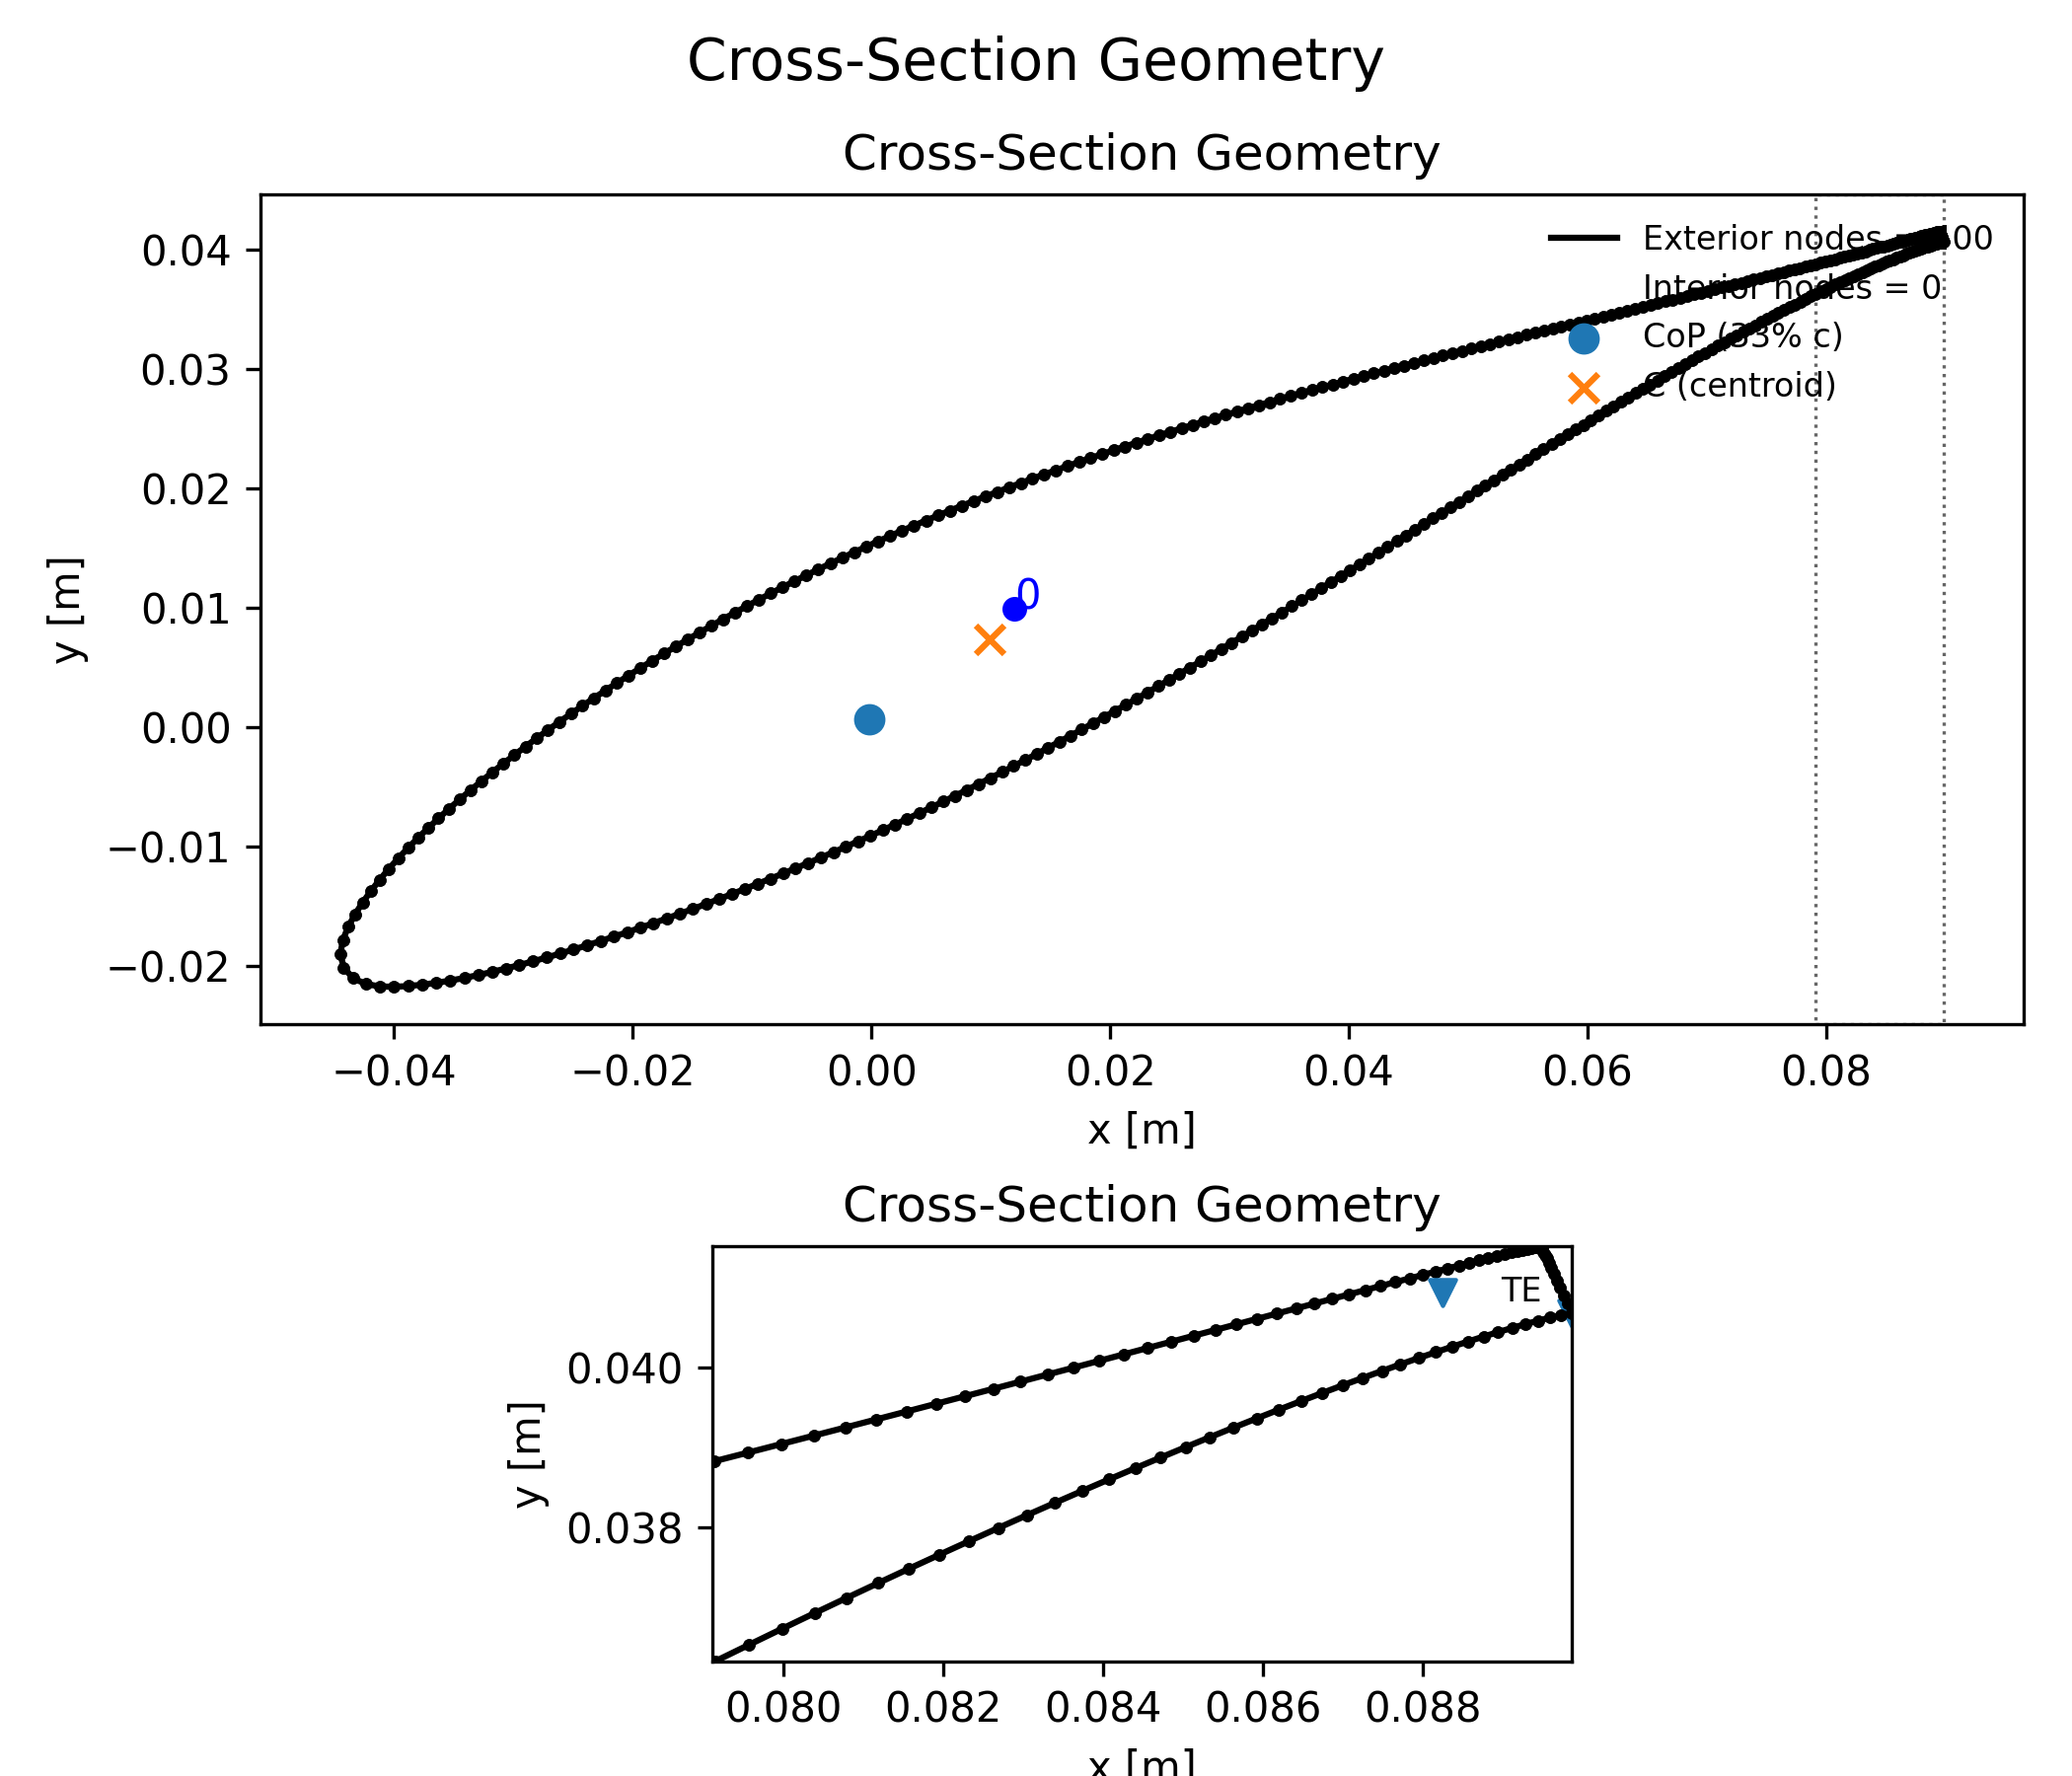 Cross-Section Geometry
Cross-Section Geometry
0.04
0.03
0.02
0.01
0.00
−0.01
−0.02
y [m]
Exterior nodes = 00
Interior nodes = 0
CoP (33% c)
C (centroid)
0
−0.04 −0.02 0.00 0.02 0.04 0.06 0.08
x [m]
Cross-Section Geometry
TE
0.040
0.038
y [m]
0.080 0.082 0.084 0.086 0.088
x [m]